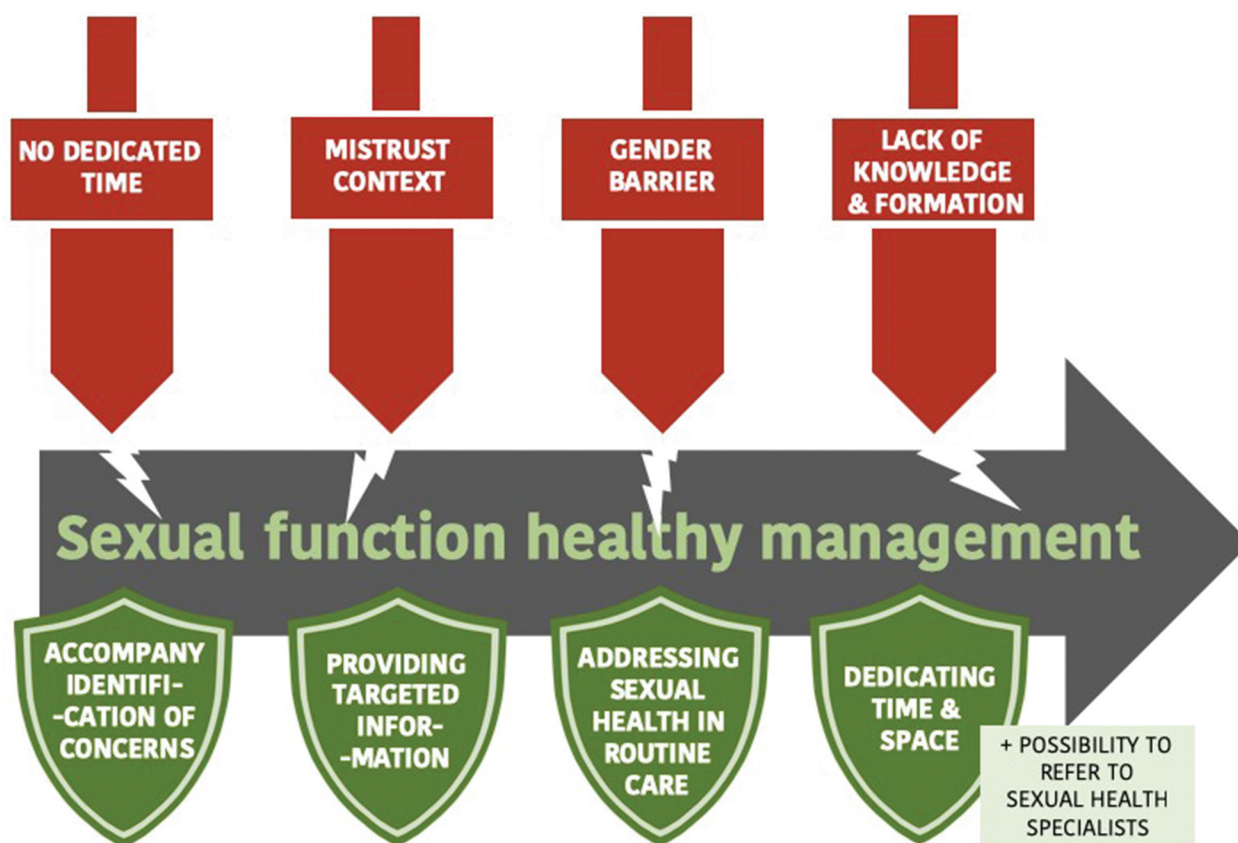 NO DEDICATED
TIME
MISTRUST
CONTEXT
GENDER
BARRIER
LACK OF
KNOWLEDGE
& FORMATION
Sexual function healthy management
ACCOMPANY
IDENTIFI-
-CATION OF
CONCERNS
PROVIDING
TARGETED
INFOR-
-MATION
ADDRESSING
SEXUAL
HEALTH IN
ROUTINE
CARE
DEDICATING
TIME &
SPACE
+ POSSIBILITY TO
REFER TO
SEXUAL HEALTH
SPECIALISTS